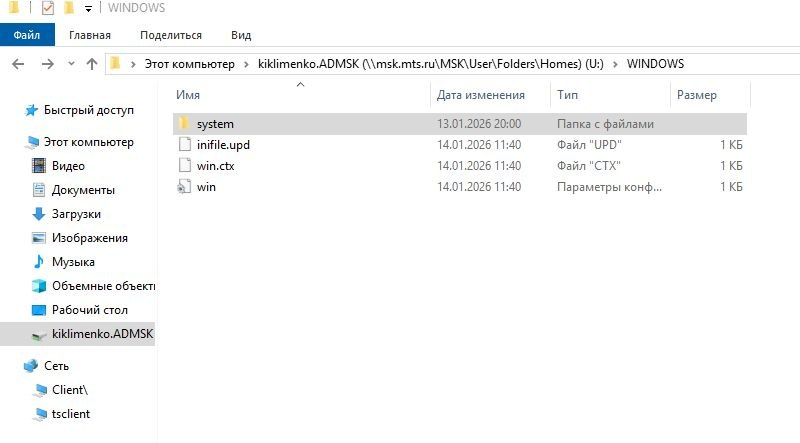 WINDOWS
Файл Главная Поделиться Вид
Этот компьютер kiklimenko.ADMSK (\\msk.mts.ru\MSK\User\Folders\Homes) (U:) WINDOWS
Имя Дата изменения Тип Размер
Быстрый доступ
Этот компьютер
Видео
Документы
Загрузки
Изображения
Музыка
Объемные объекты
Рабочий стол
kiklimenko.ADMSK
Сеть
Client\
tsclient
system 13.01.2026 20:00 Папка с файлами
inifile.upd 14.01.2026 11:40 Файл "UPD" 1 КБ
win.ctx 14.01.2026 11:40 Файл "CTX" 1 КБ
win 14.01.2026 11:40 Параметры конф... 1 КБ